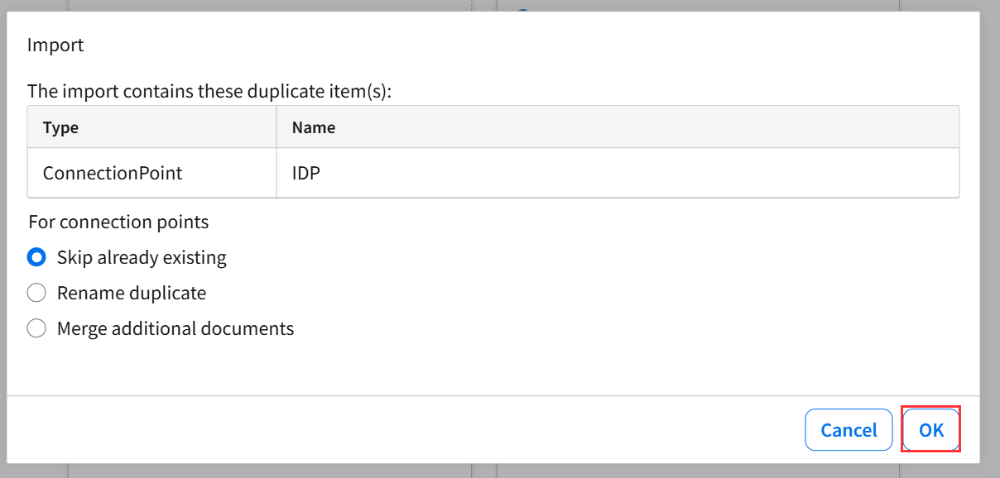 Import
The import contains these duplicate item(s):
Type Name
ConnectionPoint IDP
For connection points
Skip already existing
Rename duplicate
Merge additional documents
Cancel OK